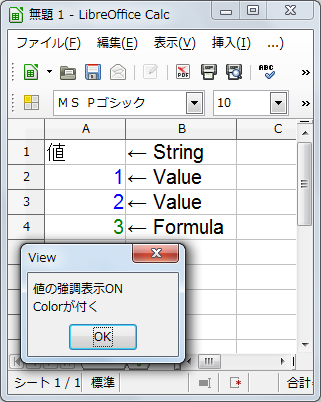 無題 1 - LibreOffice Calc
ファイル(F) 編集(E) 表示(V) 挿入(I) ...)
PDF ABC »
ＭＳ Ｐゴシック 10 »
A B C
1 値 ← String
2 1 ← Value
3 2 ← Value
4 3 ← Formula
View
値の強調表示ON
Colorが付く
OK
シート 1 / 1 標準 合計: